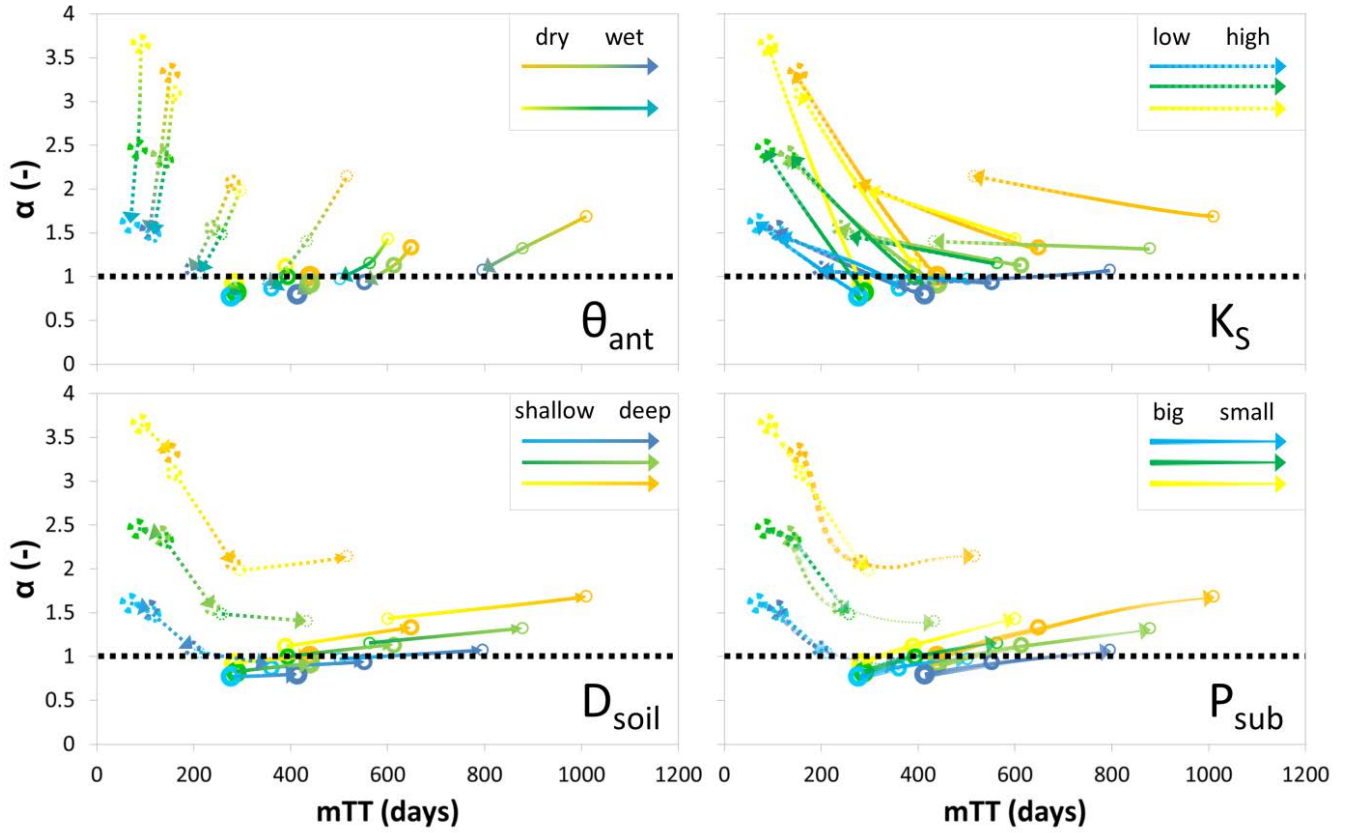 4
3.5
3
2.5
2
1.5
1
0.5
0
α (-)
dry wet
θant
low high
KS
4
3.5
3
2.5
2
1.5
1
0.5
0
α (-)
shallow deep
Dsoil
big small
Psub
0 200 400 600 800 1000 1200
mTT (days)
0 200 400 600 800 1000 1200
mTT (days)